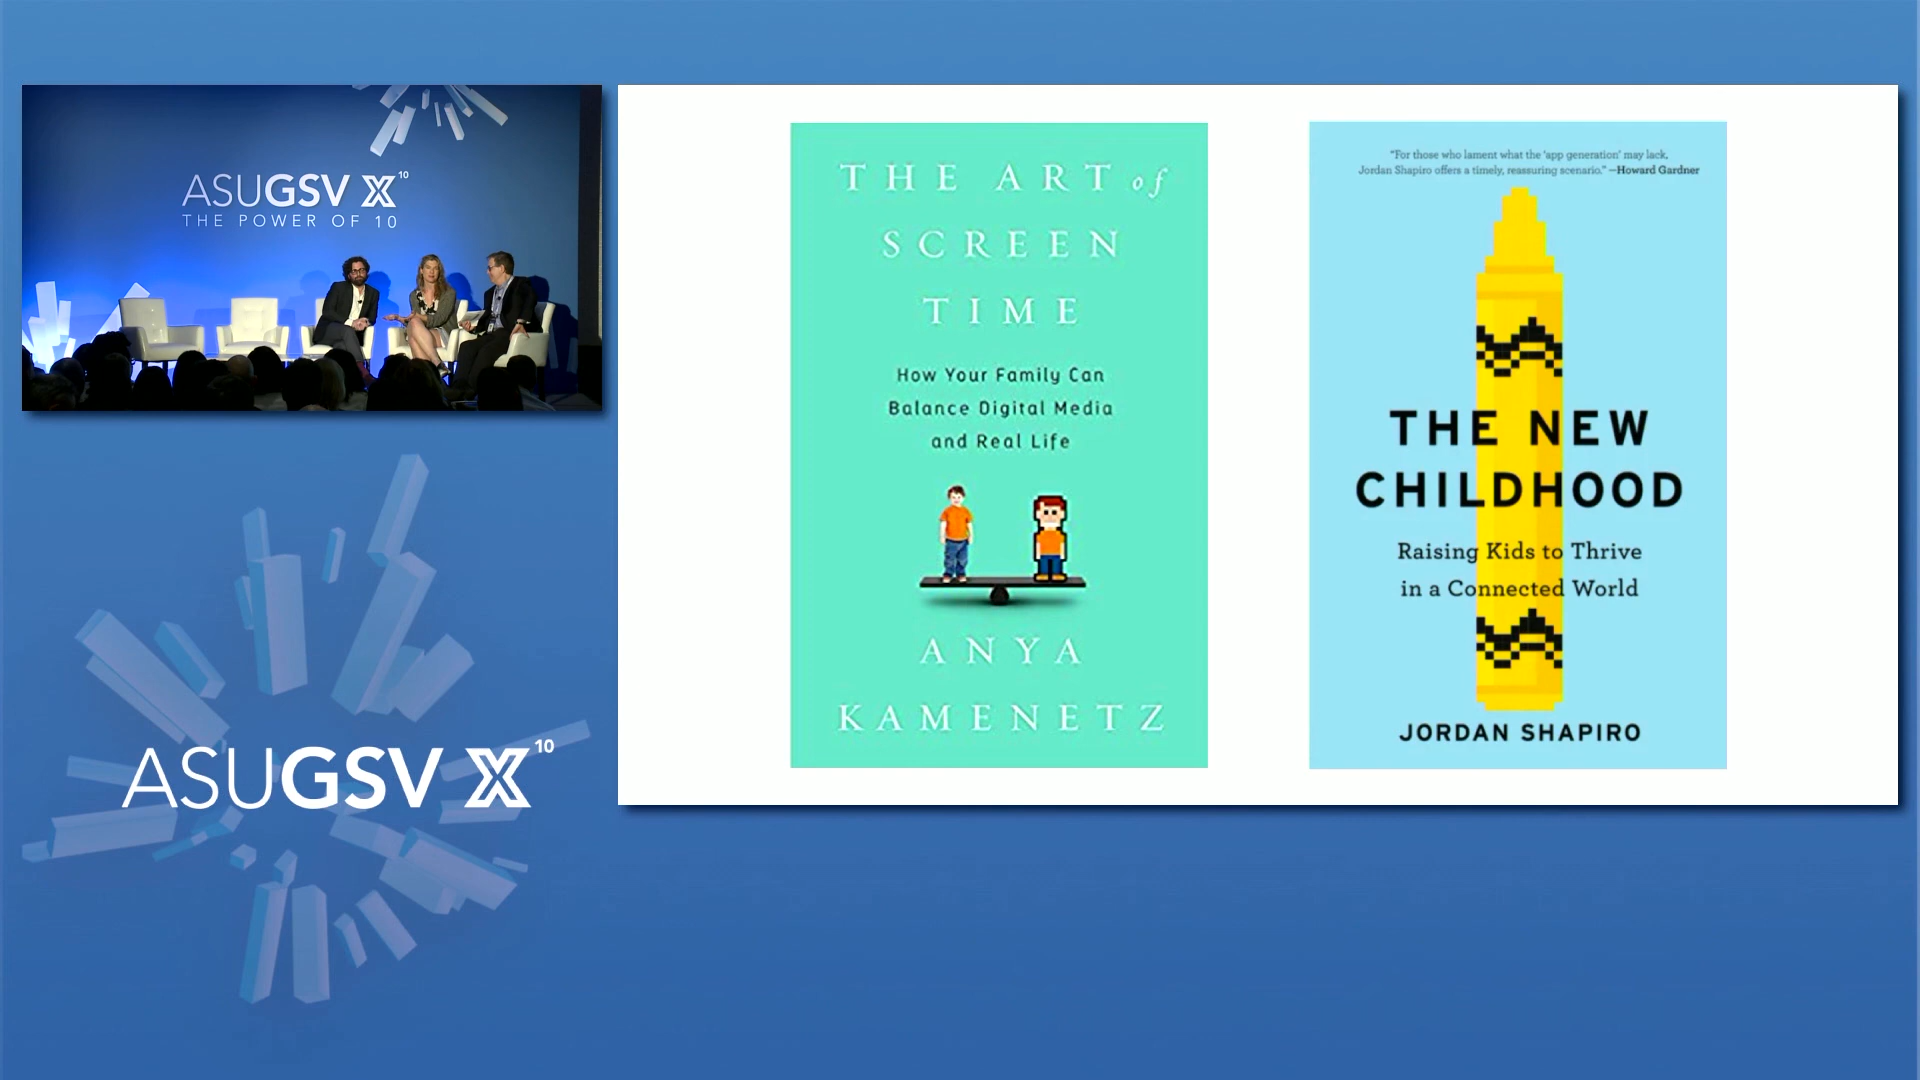 ASUGSV X10
THE POWER OF 10
THE ART of
SCREEN
TIME
How Your Family Can
Balance Digital Media
and Real Life
ANYA
KAMENETZ
“For those who lament what the ‘app generation’ may lack,
Jordan Shapiro offers a timely, reassuring scenario.” —Howard Gardner
THE NEW
CHILDHOOD
Raising Kids to Thrive
in a Connected World
JORDAN SHAPIRO
ASUGSV X10